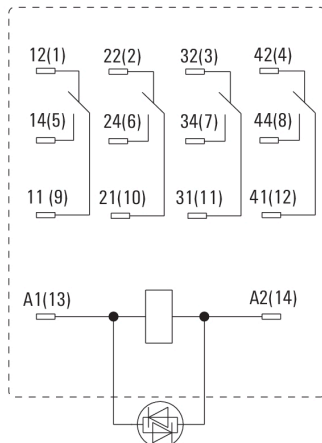 12(1) 22(2) 32(3) 42(4)
14(5) 24(6) 34(7) 44(8)
11 (9) 21(10) 31(11) 41(12)
A1(13) A2(14)